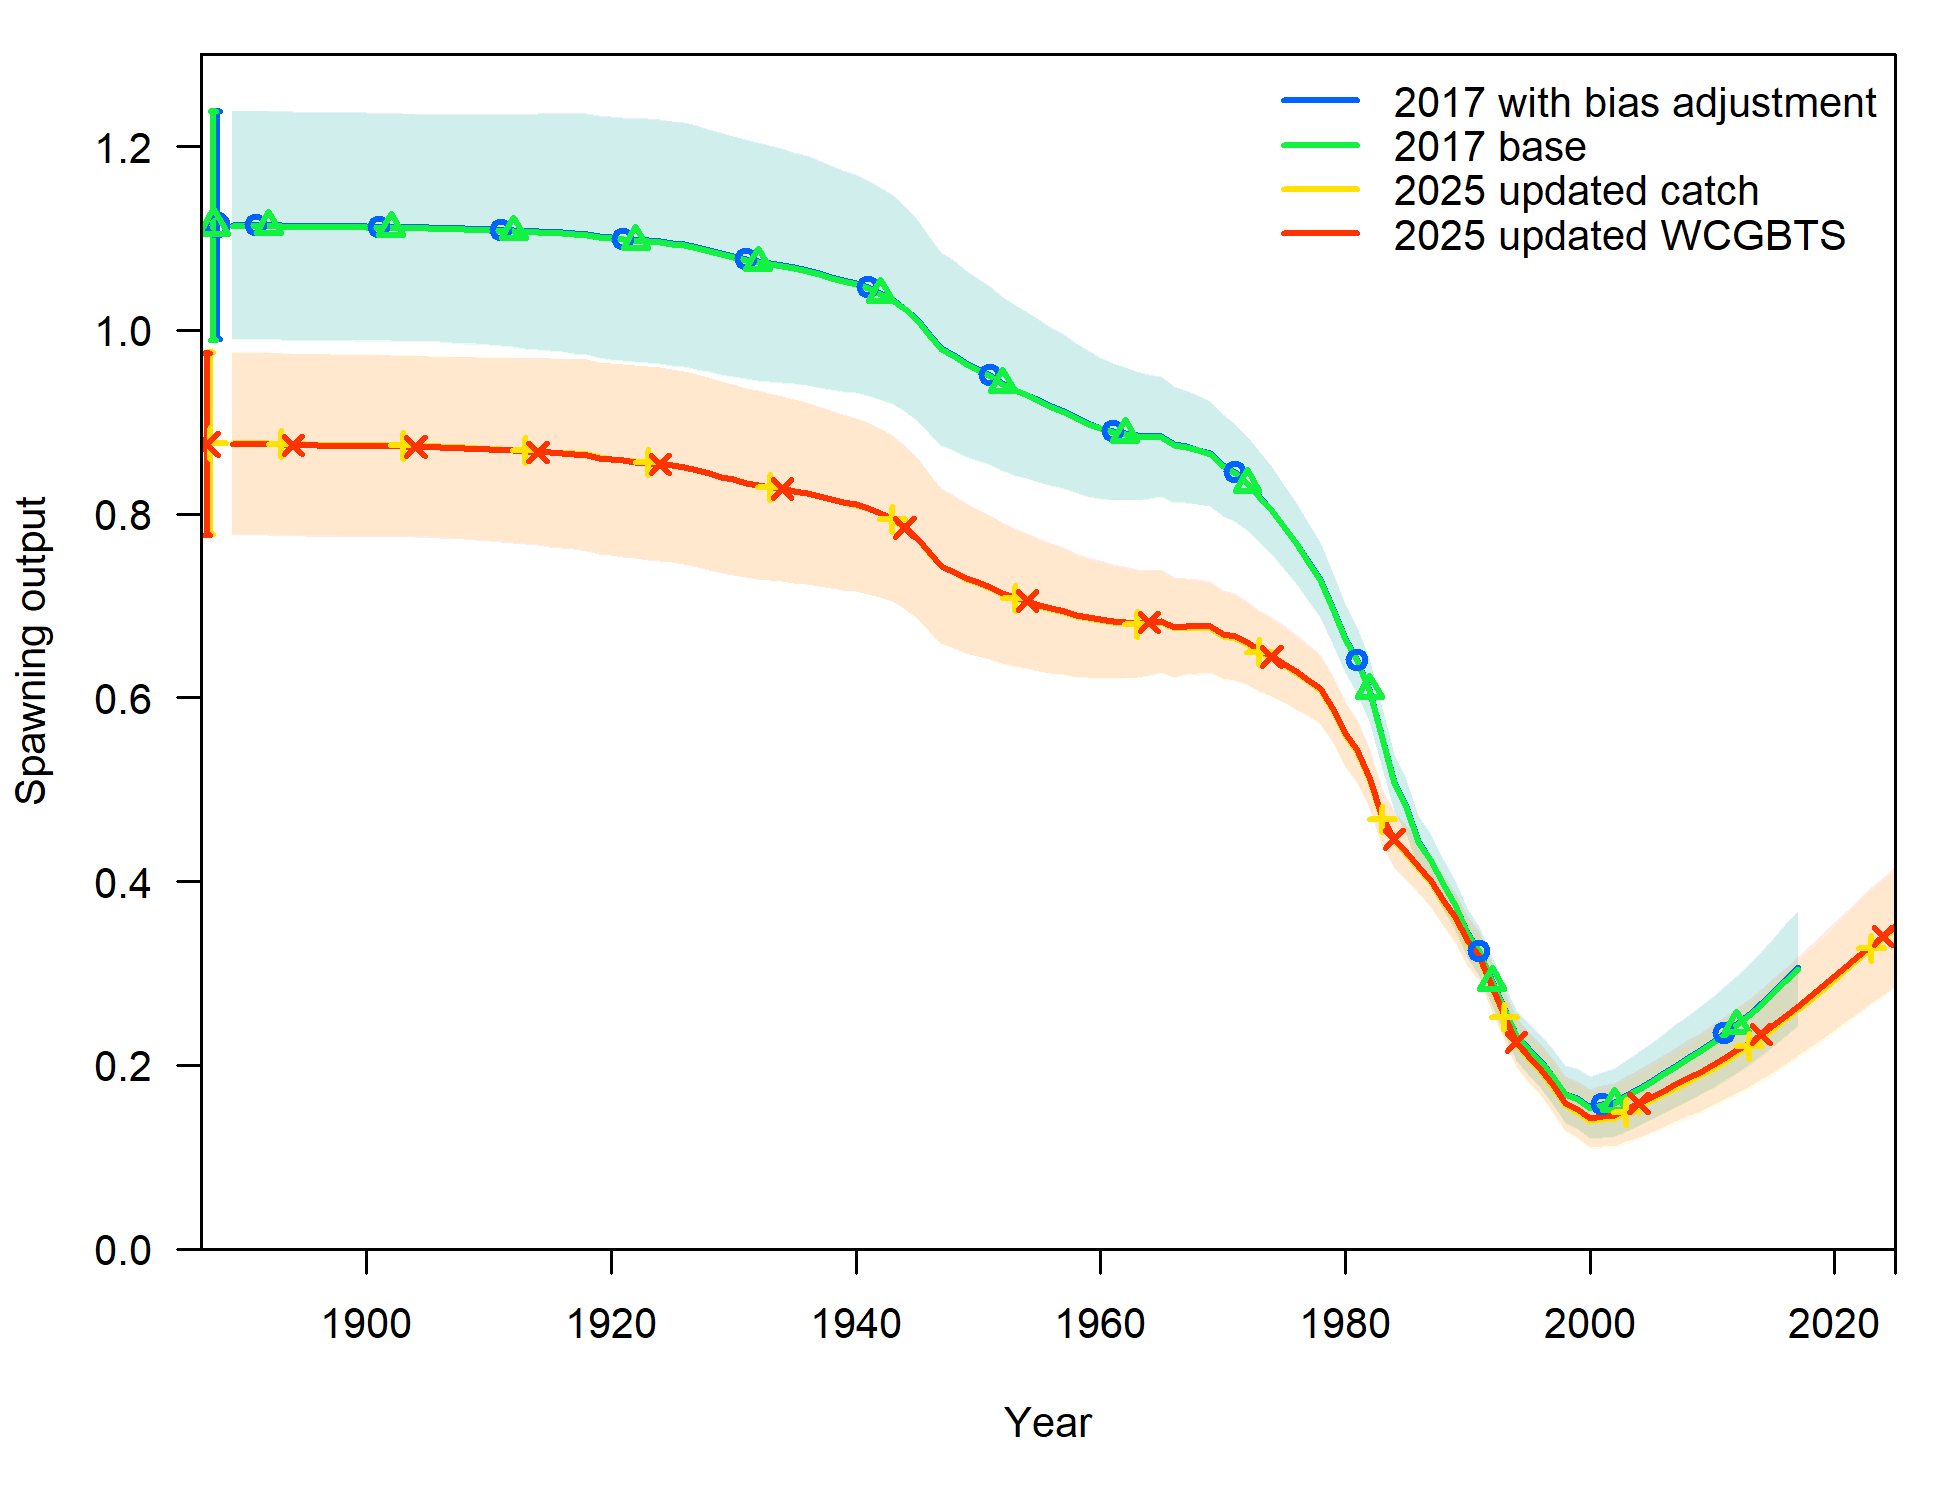 2017 with bias adjustment
2017 base
2025 updated catch
2025 updated WCGBTS
Spawning output
1.2
1.0
0.8
0.6
0.4
0.2
0.0
1900 1920 1940 1960 1980 2000 2020
Year